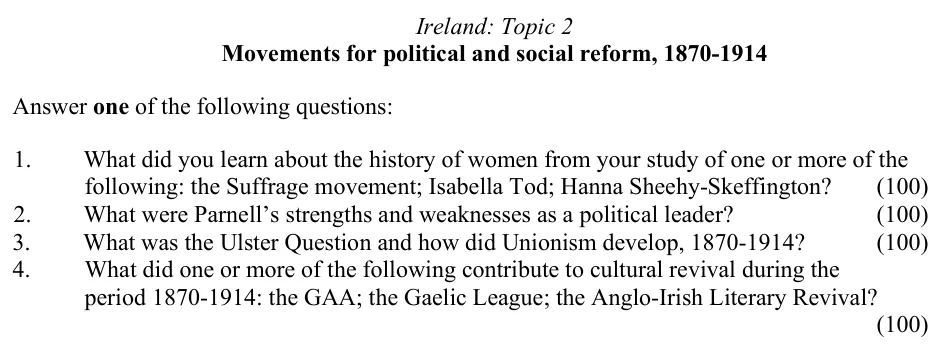 Ireland: Topic 2
Movements for political and social reform, 1870-1914
Answer one of the following questions:
1. What did you learn about the history of women from your study of one or more of the
following: the Suffrage movement; Isabella Tod; Hanna Sheehy-Skeffington? (100)
2. What were Parnell’s strengths and weaknesses as a political leader? (100)
3. What was the Ulster Question and how did Unionism develop, 1870-1914? (100)
4. What did one or more of the following contribute to cultural revival during the
period 1870-1914: the GAA; the Gaelic League; the Anglo-Irish Literary Revival?
(100)